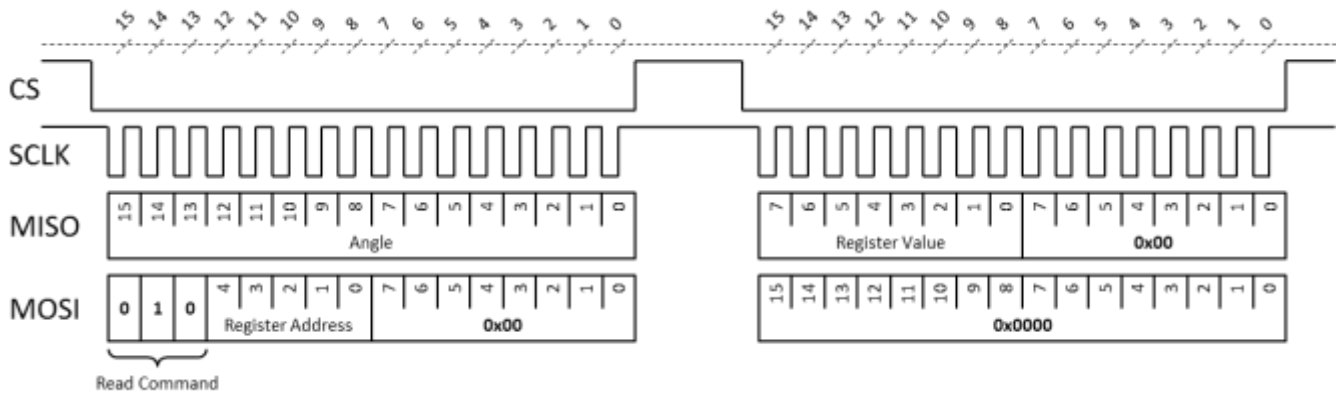 15 14 13 12 11 10 9 8 7 6 5 4 3 2 1 0 15 14 13 12 11 10 9 8 7 6 5 4 3 2 1 0
CS
SCLK
MISO
15 14 13 12 11 10 9 8 7 6 5 4 3 2 1 0 7 6 5 4 3 2 1 0 7 6 5 4 3 2 1 0
Angle Register Value 0x00
MOSI
0 1 0 4 3 2 1 0 7 6 5 4 3 2 1 0 15 14 13 12 11 10 9 8 7 6 5 4 3 2 1 0
Register Address 0x00 0x0000
Read Command